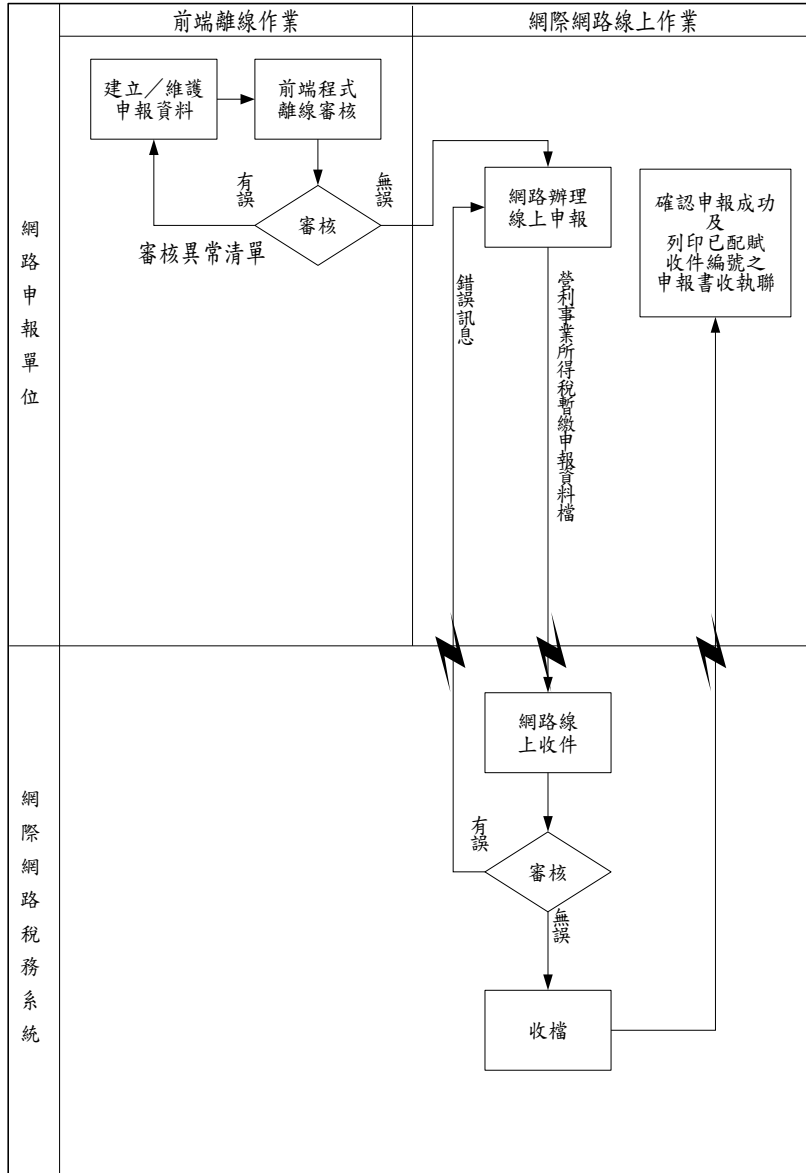 前端離線作業
網際網路線上作業
網路申報單位
建立／維護
申報資料
前端程式
離線審核
有誤
審核
無誤
審核異常清單
網路辦理
線上申報
確認申報成功
及
列印已配賦
收件編號之
申報書收執聯
錯誤訊息
營利事業所得稅暫繳申報資料檔
網際網路稅務系統
網路線
上收件
有誤
審核
無誤
收檔